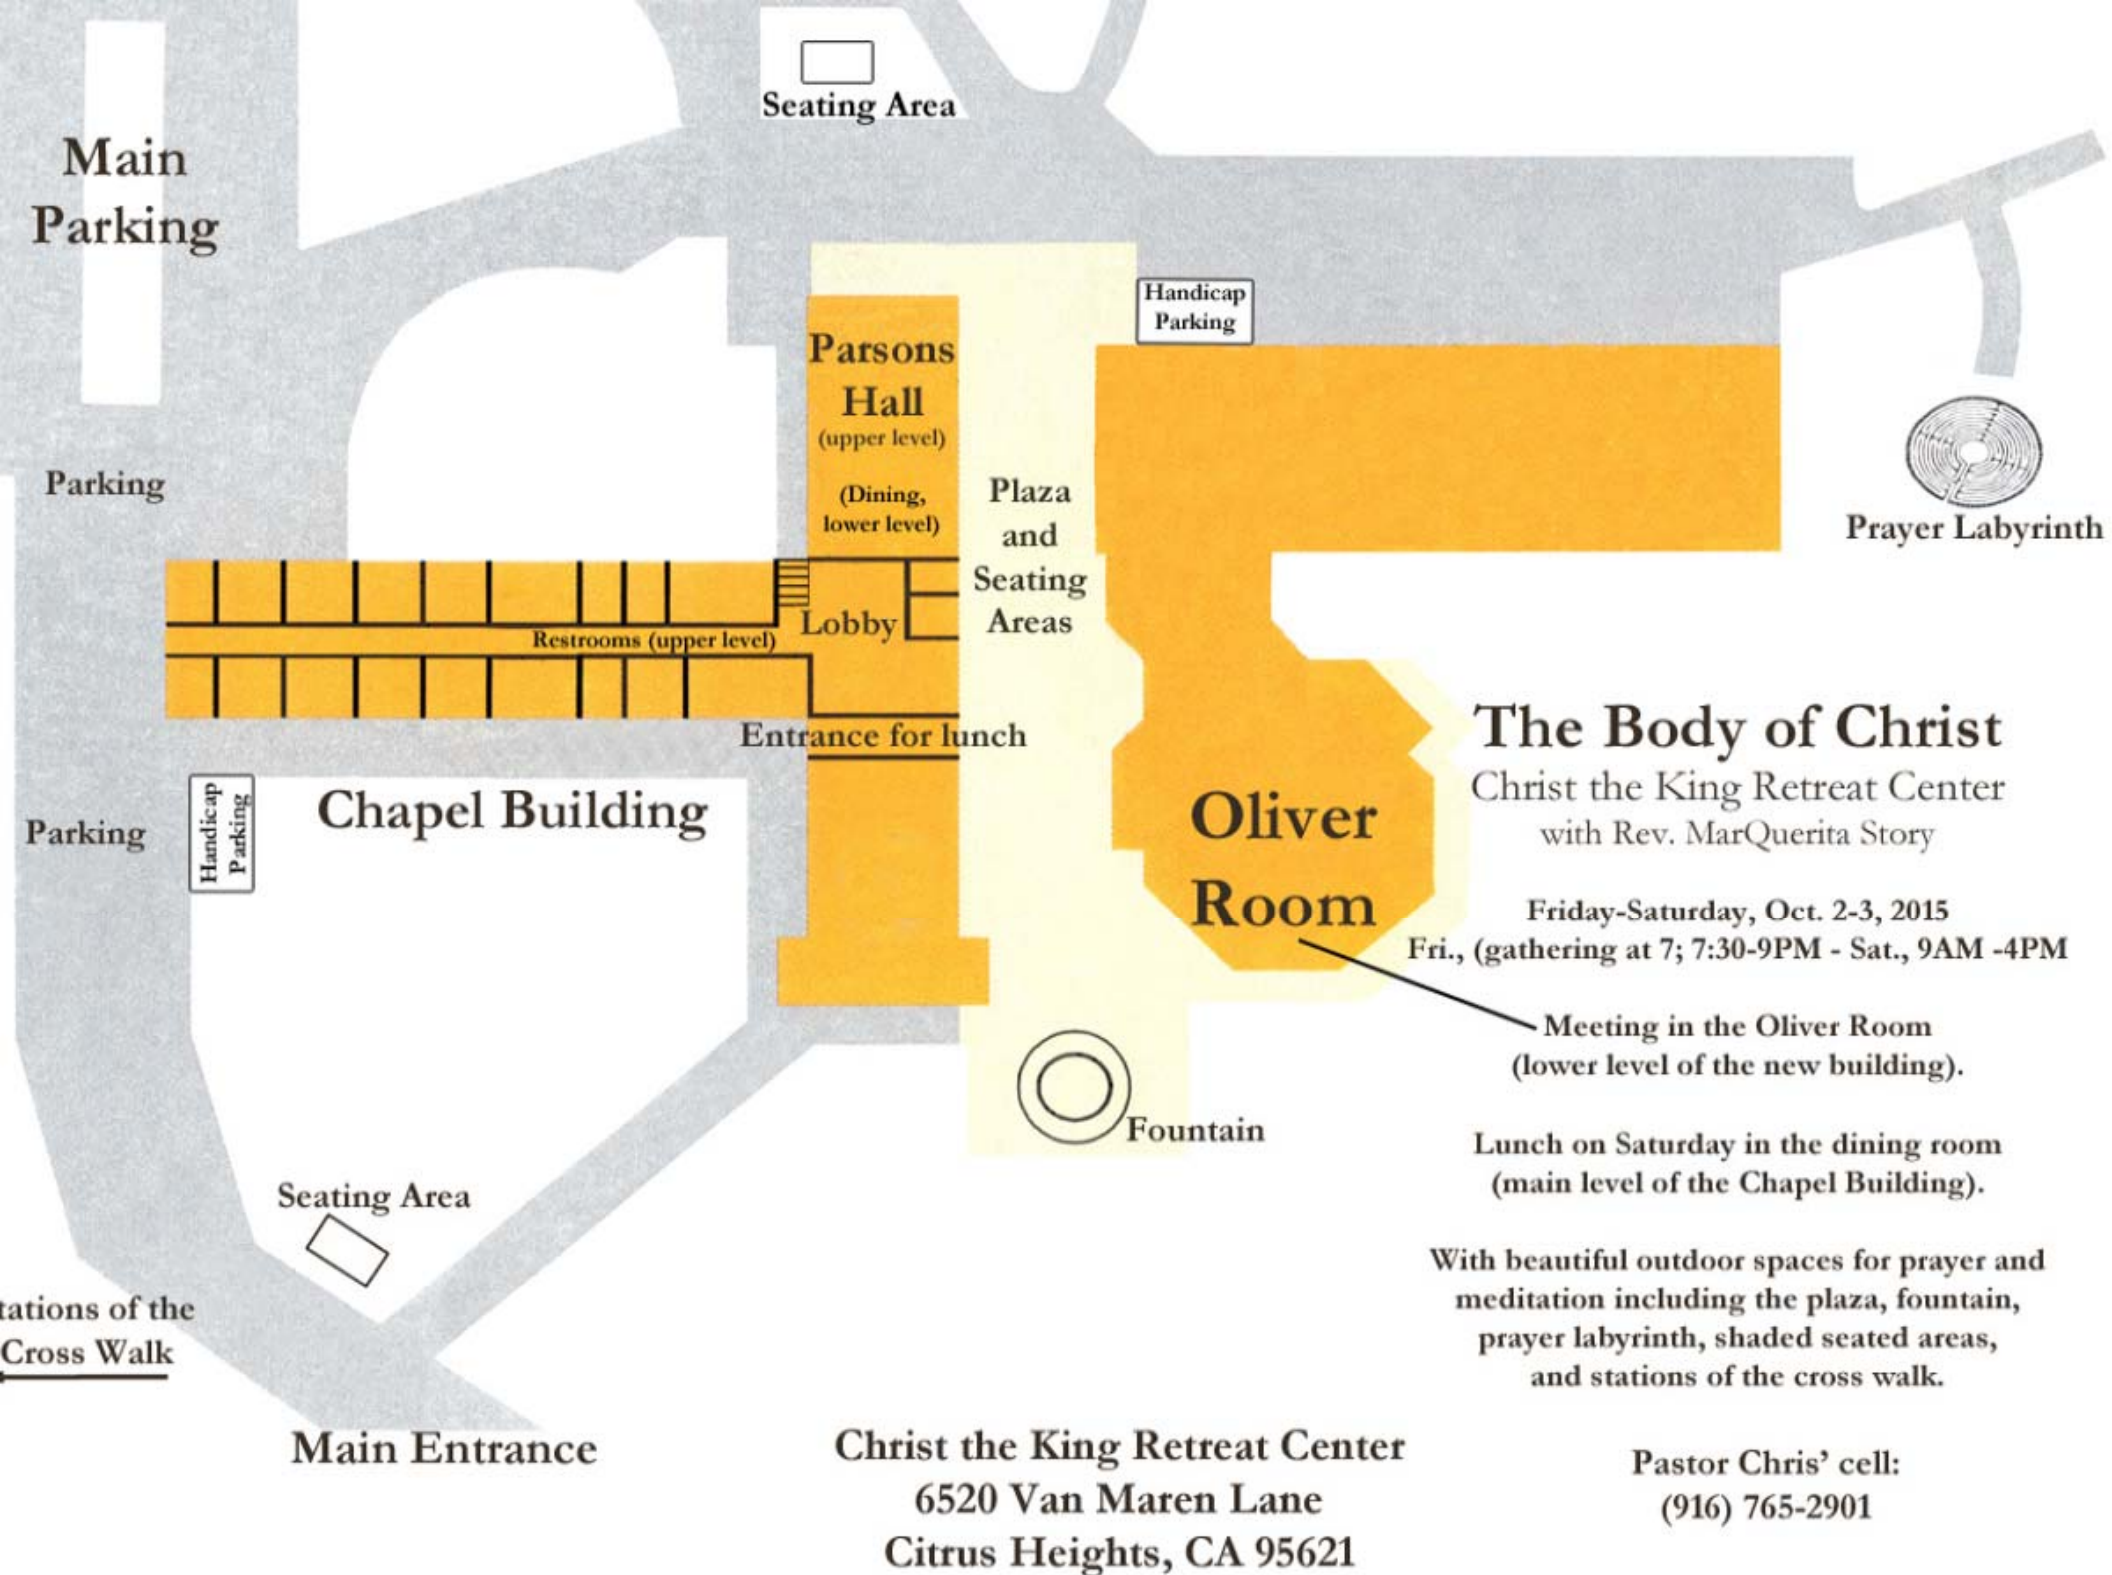 Seating Area
Main
Parking
Handicap
Parking
Parsons
Hall
(upper level)
(Dining,
lower level)
Parking
Plaza
and
Seating
Areas
Prayer Labyrinth
Restrooms (upper level)
Lobby
Entrance for lunch
Chapel Building
Handicap
Parking
Parking
Oliver
Room
The Body of Christ
Christ the King Retreat Center
with Rev. MarQuerita Story
Friday-Saturday, Oct. 2-3, 2015
Fri., (gathering at 7; 7:30-9PM - Sat., 9AM -4PM
Meeting in the Oliver Room
(lower level of the new building).
Lunch on Saturday in the dining room
(main level of the Chapel Building).
With beautiful outdoor spaces for prayer and
meditation including the plaza, fountain,
prayer labyrinth, shaded seated areas,
and stations of the cross walk.
Fountain
Seating Area
tations of the
Cross Walk
Main Entrance
Christ the King Retreat Center
6520 Van Maren Lane
Citrus Heights, CA 95621
Pastor Chris’ cell:
(916) 765-2901